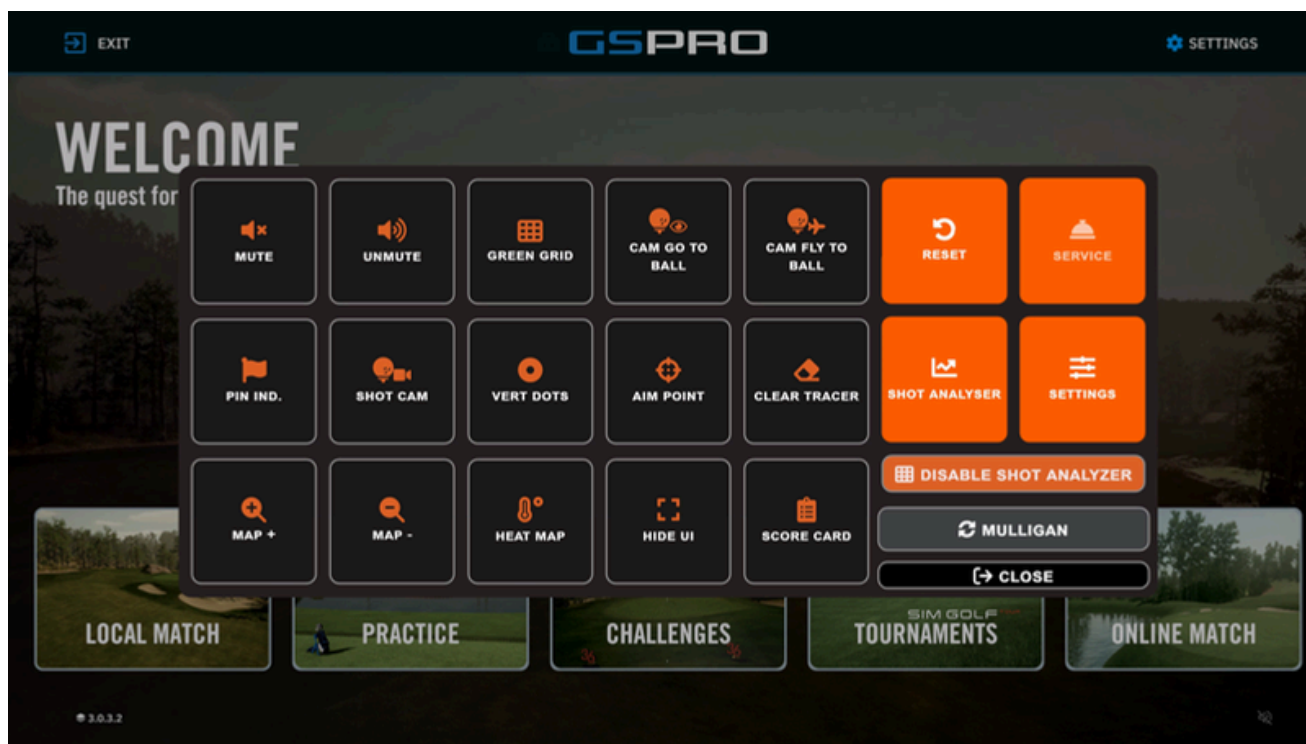 EXIT
GSPRO
SETTINGS
WELCOME
The quest for
MUTE
UNMUTE
GREEN GRID
CAM GO TO
BALL
CAM FLY TO
BALL
RESET
SERVICE
PIN IND.
SHOT CAM
VERT DOTS
AIM POINT
CLEAR TRACER
SHOT ANALYSER
SETTINGS
MAP +
MAP -
HEAT MAP
HIDE UI
SCORE CARD
DISABLE SHOT ANALYZER
MULLIGAN
CLOSE
LOCAL MATCH
PRACTICE
CHALLENGES
SIM GOLF
TOURNAMENTS
ONLINE MATCH
3.0.3.2